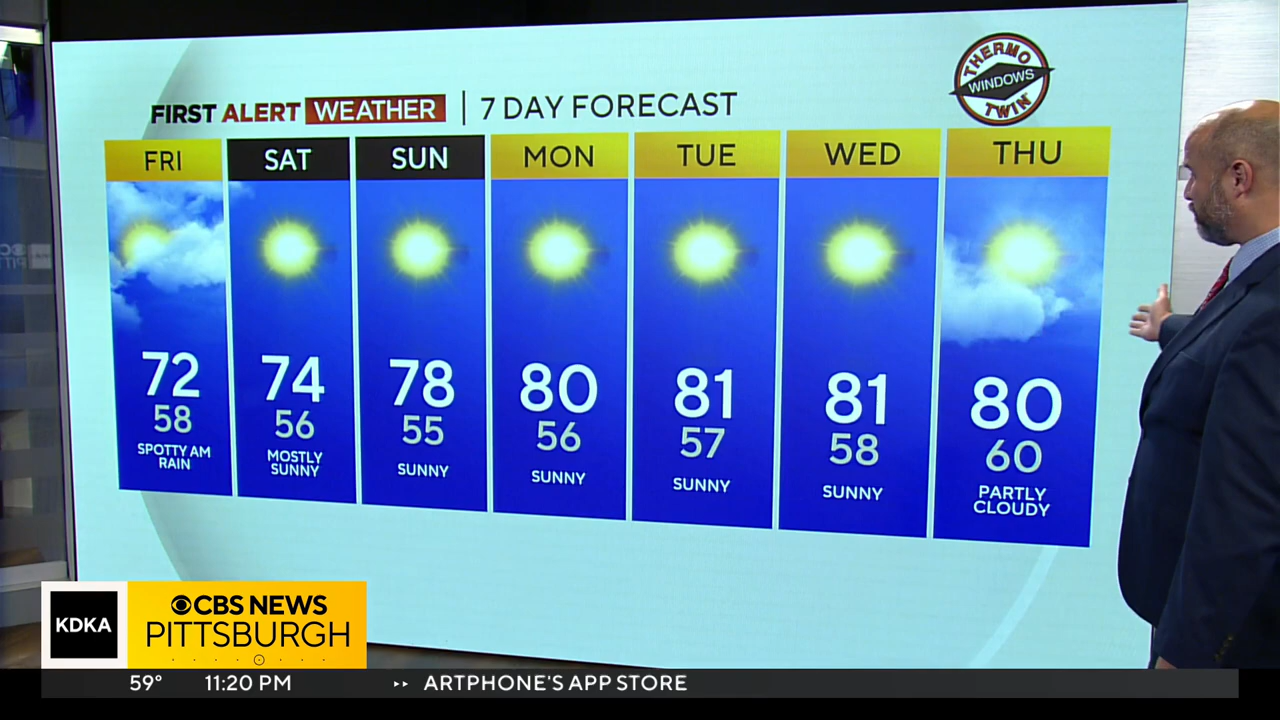 THERMO
WINDOWS
TWIN
FIRST ALERT WEATHER | 7 DAY FORECAST
FRI SAT SUN MON TUE WED THU
72 74 78 80 81 81 80
58 56 55 56 57 58 60
SPOTTY AM
RAIN
MOSTLY
SUNNY
SUNNY
SUNNY
SUNNY
SUNNY
PARTLY
CLOUDY
KDKA
CBS NEWS
PITTSBURGH
59° 11:20 PM ARTPHONE'S APP STORE